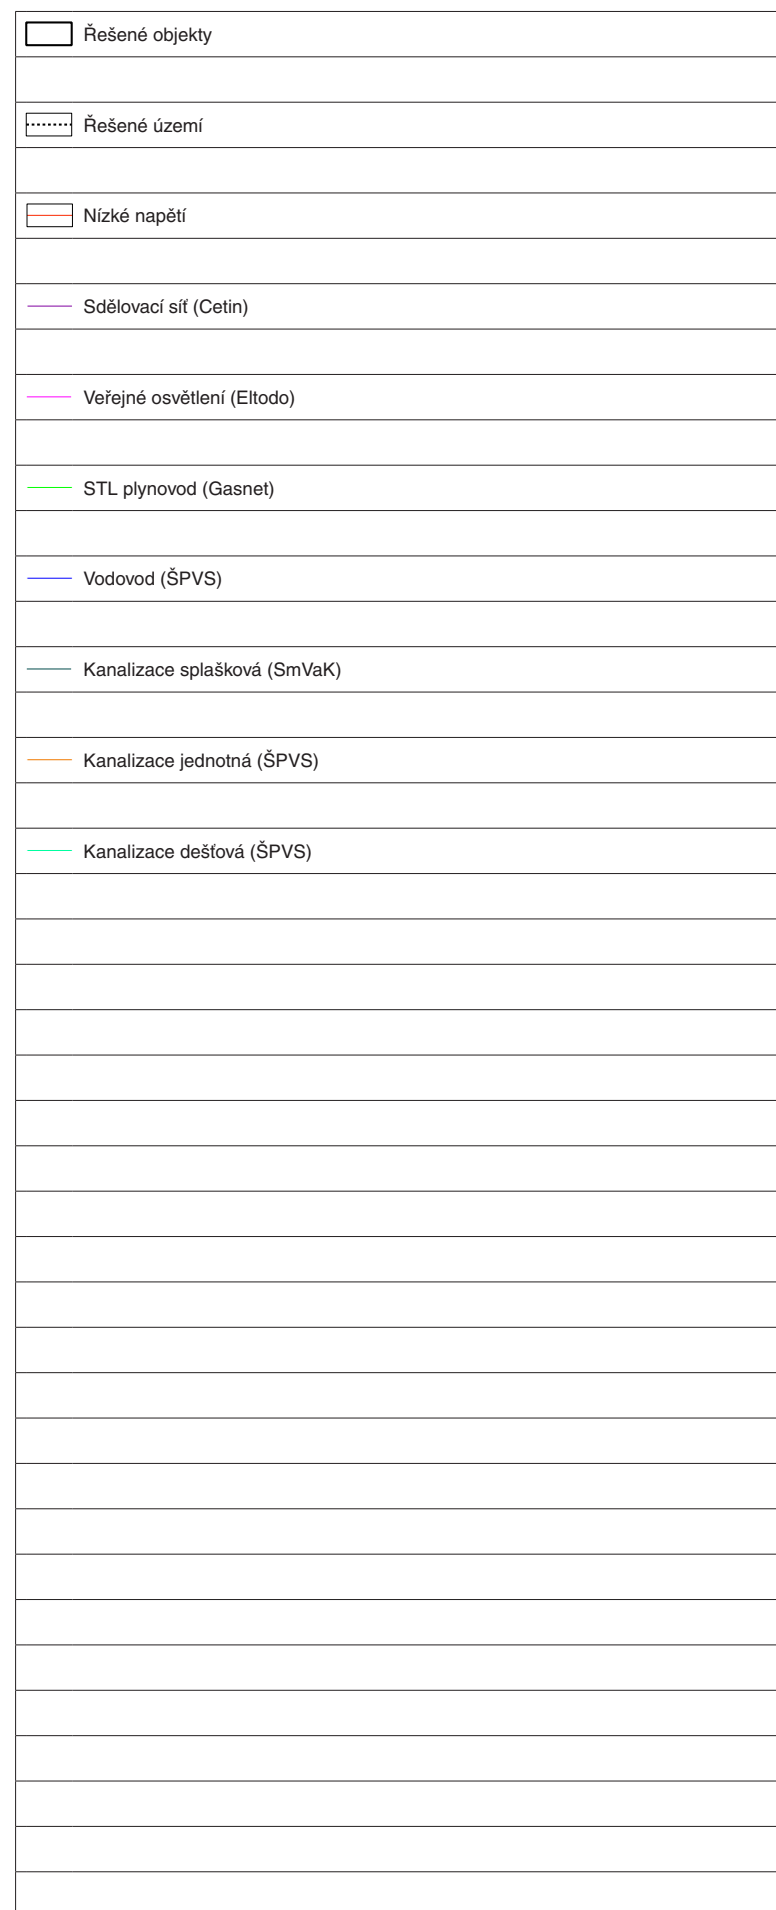 Řešené objekty
Řešené území
Nízké napětí
Sdělovací síť (Cetin)
Veřejné osvětlení (Eltodo)
STL plynovod (Gasnet)
Vodovod (ŠPVS)
Kanalizace splašková (SmVaK)
Kanalizace jednotná (ŠPVS)
Kanalizace dešťová (ŠPVS)